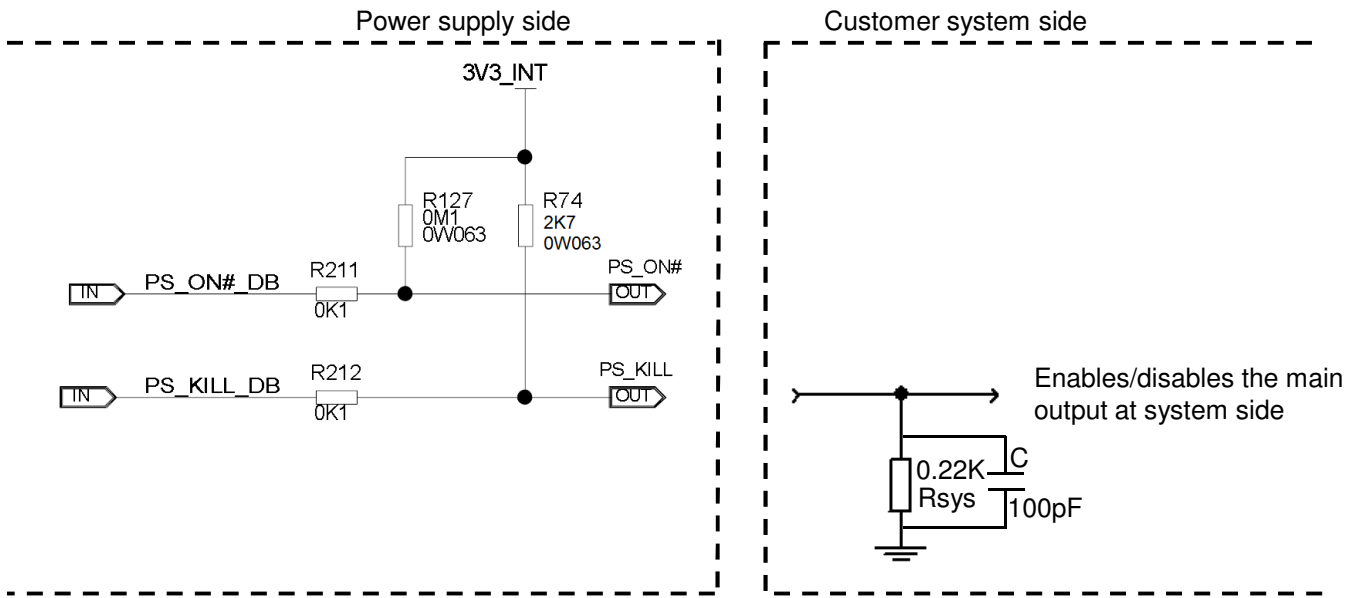 Power supply side
Customer system side
3V3_INT
R127
0M1
0W063
R74
2K7
0W063
IN
PS_ON#_DB
R211
0K1
PS_ON#
OUT
IN
PS_KILL_DB
R212
0K1
PS_KILL
OUT
Enables/disables the main
output at system side
0.22K
Rsys
C
100pF